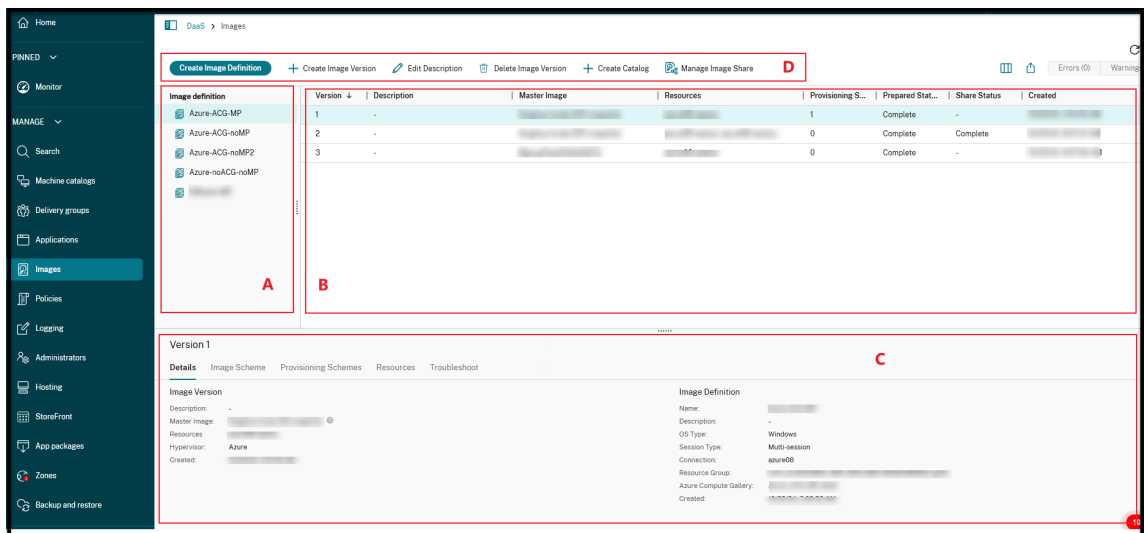 Home
DaaS > Images
PINNED
Monitor
MANAGE
Search
Machine catalogs
Delivery groups
Applications
Images
Policies
Logging
Administrators
Hosting
StoreFront
App packages
Zones
Backup and restore
Create Image Definition + Create Image Version Edit Description Delete Image Version + Create Catalog Manage Image Share D Errors (0) Warning
Image definition
Azure-ACG-MP
Azure-ACG-noMP
Azure-ACG-noMP2
Azure-noACG-noMP
A
Version ↓ Description Master Image Resources Provisioning S... Prepared Stat... Share Status Created
1 - 1 Complete -
2 - 0 Complete Complete
3 - 0 Complete -
B
Version 1
C
Details Image Scheme Provisioning Schemes Resources Troubleshoot
Image Version
Description: -
Master Image:
Resources
Hypervisor: Azure
Created:
Image Definition
Name:
Description: -
OS Type: Windows
Session Type: Multi-session
Connection: azure08
Resource Group:
Azure Compute Gallery:
Created:
10